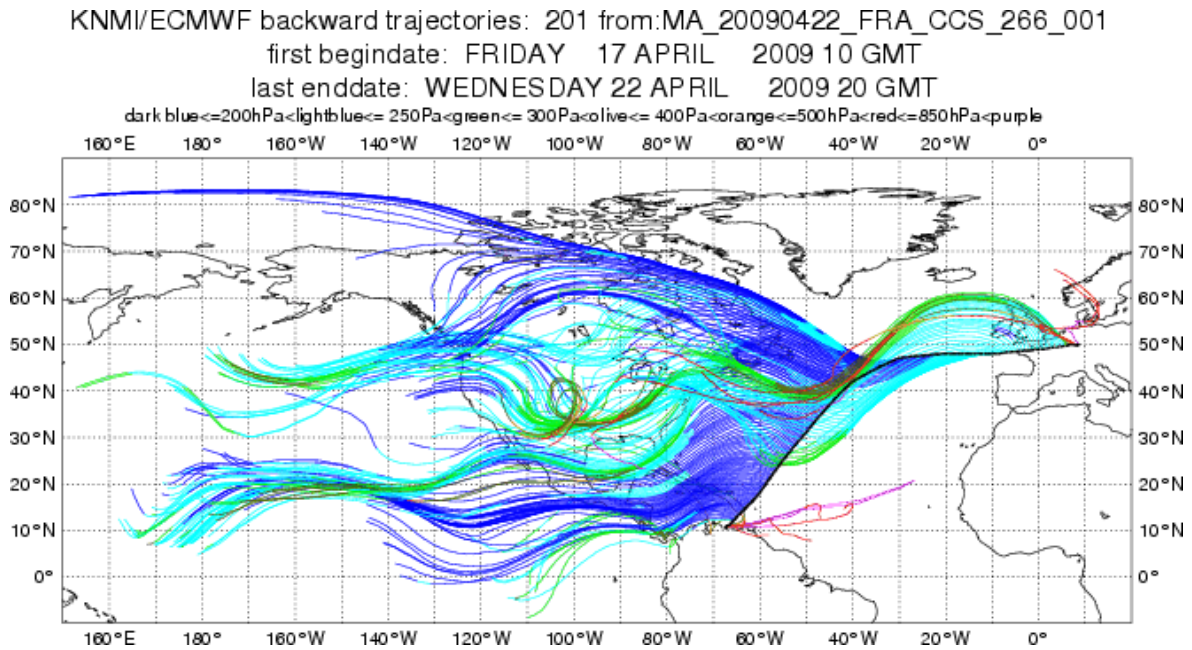 KNMI/ECMWF backward trajectories: 201 from:MA_20090422_FRA_CCS_266_001
first begindate: FRIDAY 17 APRIL 2009 10 GMT
last enddate: WEDNESDAY 22 APRIL 2009 20 GMT
dark blue<=200hPa<lightblue<= 250Pa<green<= 300Pa<olive<= 400Pa<orange<=500hPa<red<=850hPa<purple
160°E 180° 160°W 140°W 120°W 100°W 80°W 60°W 40°W 20°W 0°
80°N 80°N
70°N 70°N
60°N 60°N
50°N 50°N
40°N 40°N
30°N 30°N
20°N 20°N
10°N 10°N
0° 0°
160°E 180° 160°W 140°W 120°W 100°W 80°W 60°W 40°W 20°W 0°